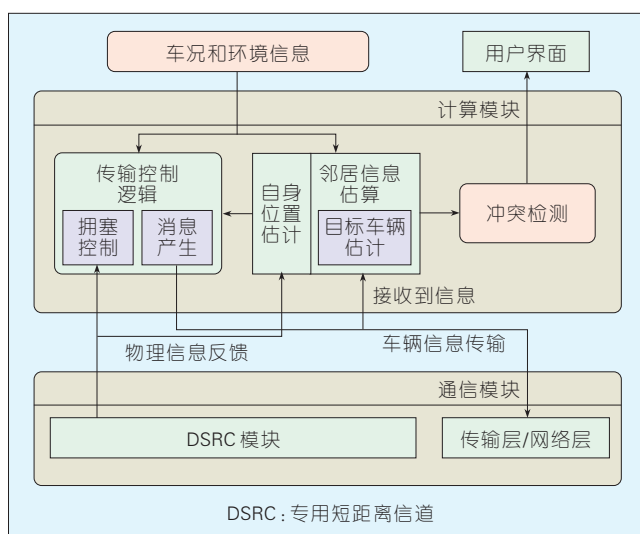 车况和环境信息
用户界面
计算模块
传输控制
逻辑
拥塞
控制
消息
产生
自身
位置
估计
邻居信息
估算
目标车辆
估计
冲突检测
接收到信息
物理信息反馈
车辆信息传输
通信模块
DSRC 模块
传输层/网络层
DSRC：专用短距离信道